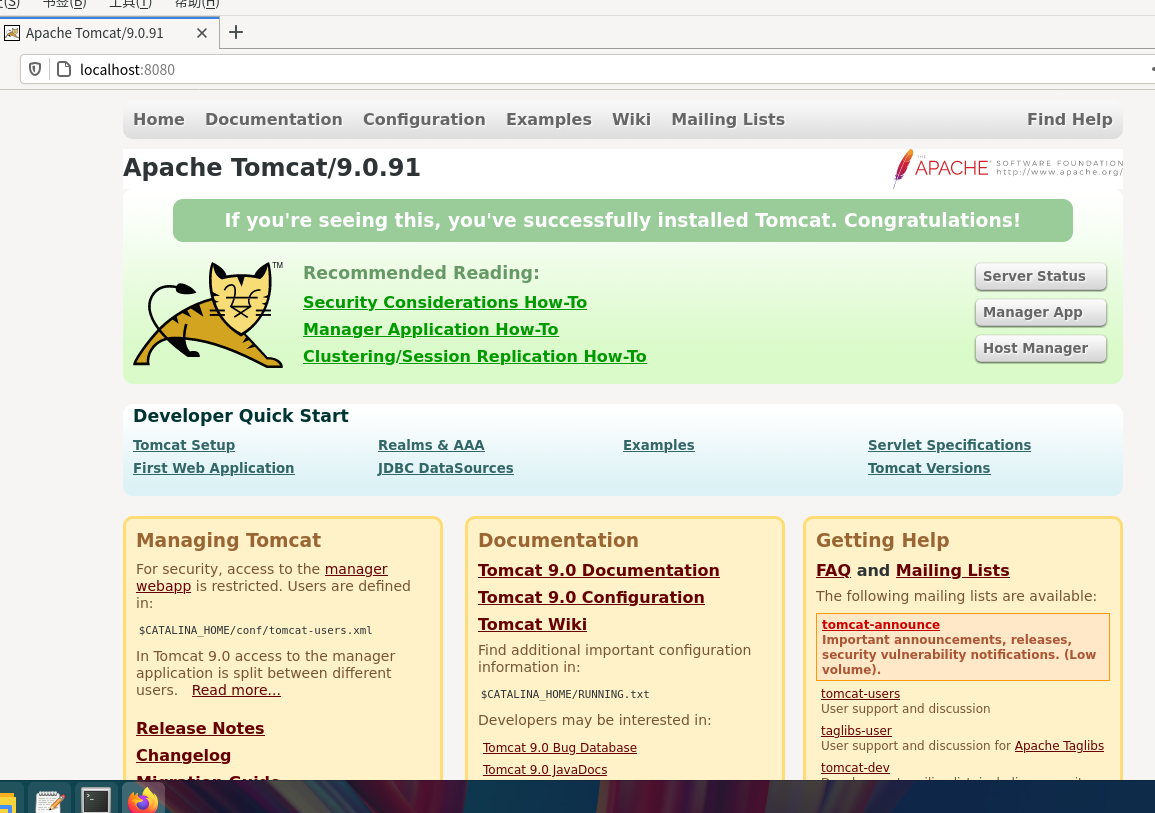 书签(B) 工具(T) 帮助(H)
Apache Tomcat/9.0.91
localhost:8080
Home Documentation Configuration Examples Wiki Mailing Lists Find Help
Apache Tomcat/9.0.91
THE APACHE SOFTWARE FOUNDATION
http://www.apache.org/
If you're seeing this, you've successfully installed Tomcat. Congratulations!
TM
Recommended Reading:
Security Considerations How-To
Manager Application How-To
Clustering/Session Replication How-To
Server Status
Manager App
Host Manager
Developer Quick Start
Tomcat Setup
First Web Application
Realms & AAA
JDBC DataSources
Examples
Servlet Specifications
Tomcat Versions
Managing Tomcat
For security, access to the manager
webapp is restricted. Users are defined
in:
$CATALINA_HOME/conf/tomcat-users.xml
In Tomcat 9.0 access to the manager
application is split between different
users. Read more...
Release Notes
Changelog
Migration Guide
Documentation
Tomcat 9.0 Documentation
Tomcat 9.0 Configuration
Tomcat Wiki
Find additional important configuration
information in:
$CATALINA_HOME/RUNNING.txt
Developers may be interested in:
Tomcat 9.0 Bug Database
Tomcat 9.0 JavaDocs
Getting Help
FAQ and Mailing Lists
The following mailing lists are available:
tomcat-announce
Important announcements, releases,
security vulnerability notifications. (Low
volume).
tomcat-users
User support and discussion
taglibs-user
User support and discussion for Apache Taglibs
tomcat-dev